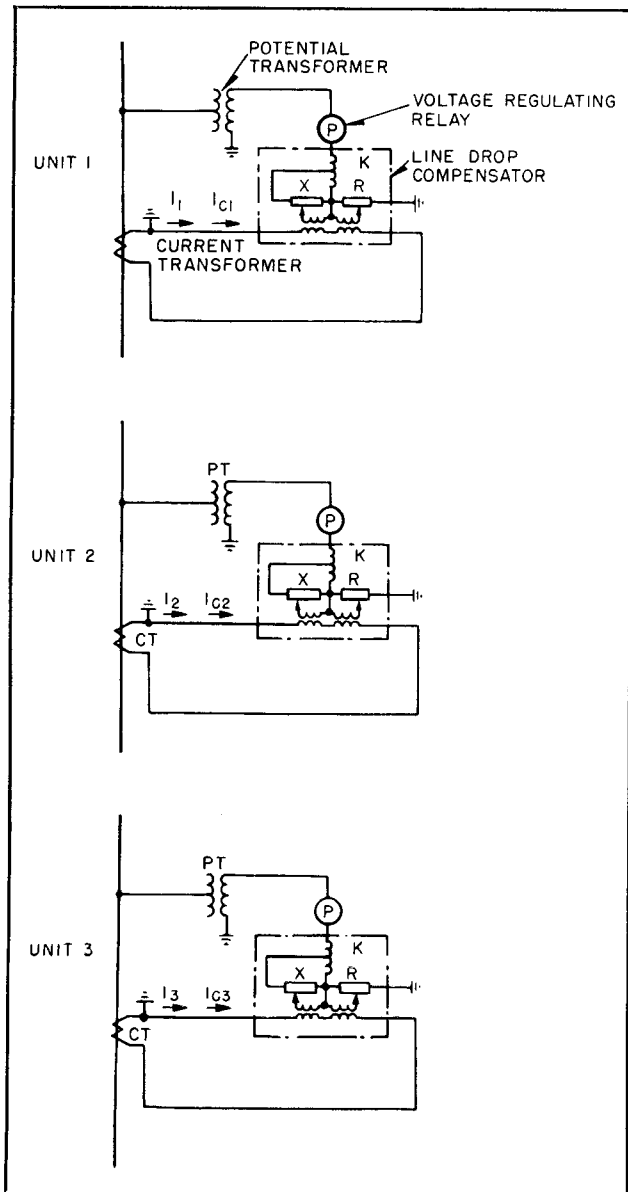 POTENTIAL
TRANSFORMER
VOLTAGE REGULATING
RELAY
P
UNIT 1
K
LINE DROP
COMPENSATOR
X
R
I1
IC1
CURRENT
TRANSFORMER
PT
P
UNIT 2
K
X
R
I2
IC2
CT
PT
P
UNIT 3
K
X
R
I3
IC3
CT